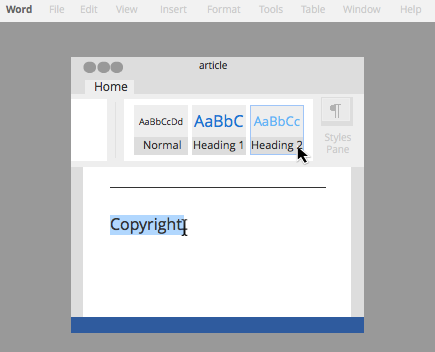 Word File Edit View Insert Format Tools Table Window Help
article
Home
AaBbCcDd AaBbC AaBbCc
Normal Heading 1 Heading 2
¶
Styles
Pane
Copyright